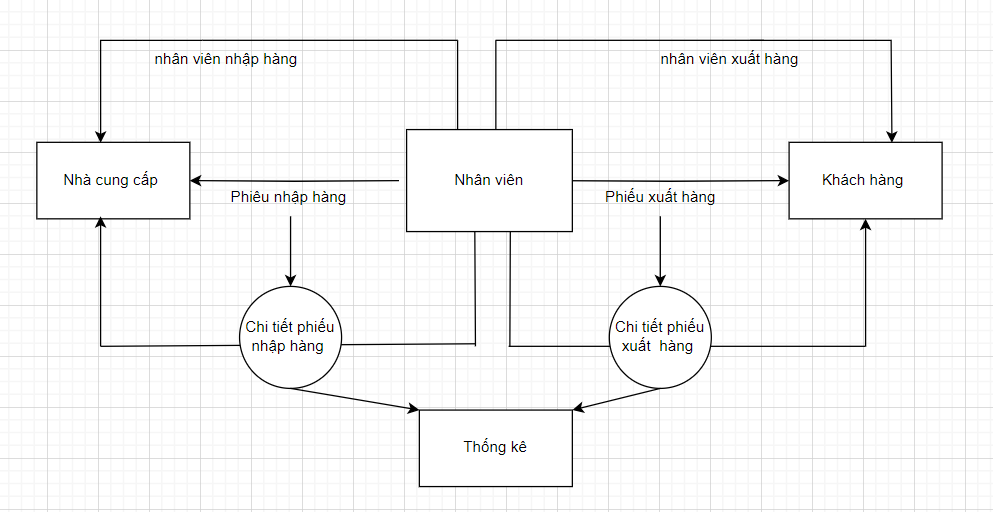 nhân viên nhập hàng
nhân viên xuất hàng
Nhà cung cấp
Nhân viên
Khách hàng
Phiêu nhập hàng
Phiếu xuất hàng
Chi tiết phiếu
nhập hàng
Chi tiết phiếu
xuất hàng
Thống kê